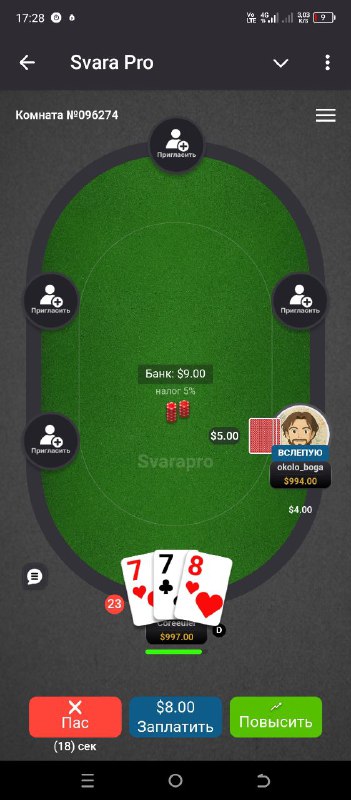 17:28
Vo LTE
4G
3,03 K/S
9
Svara Pro
Комната №096274
Пригласить
Пригласить
Пригласить
Банк: $9.00
налог 5%
$5.00
ВСЛЕПУЮ
okolo_boga
$994.00
Пригласить
Svarapro
$4.00
7 7 8
23
$997.00
D
Пас
$8.00
Заплатить
Повысить
(18) сек